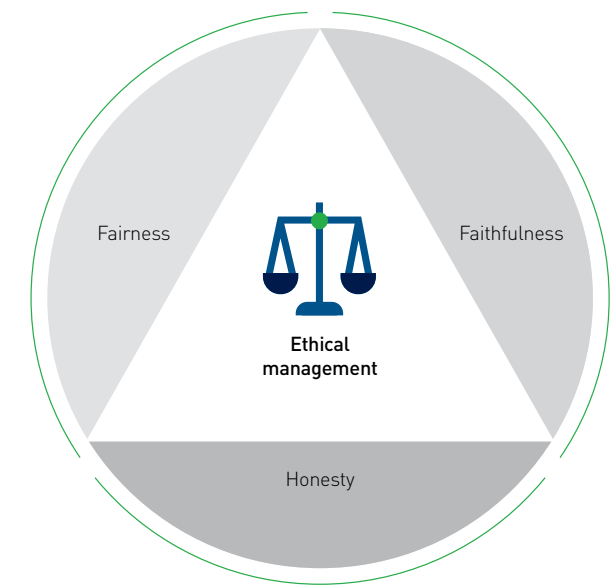 Fairness
Faithfulness
Ethical
management
Honesty